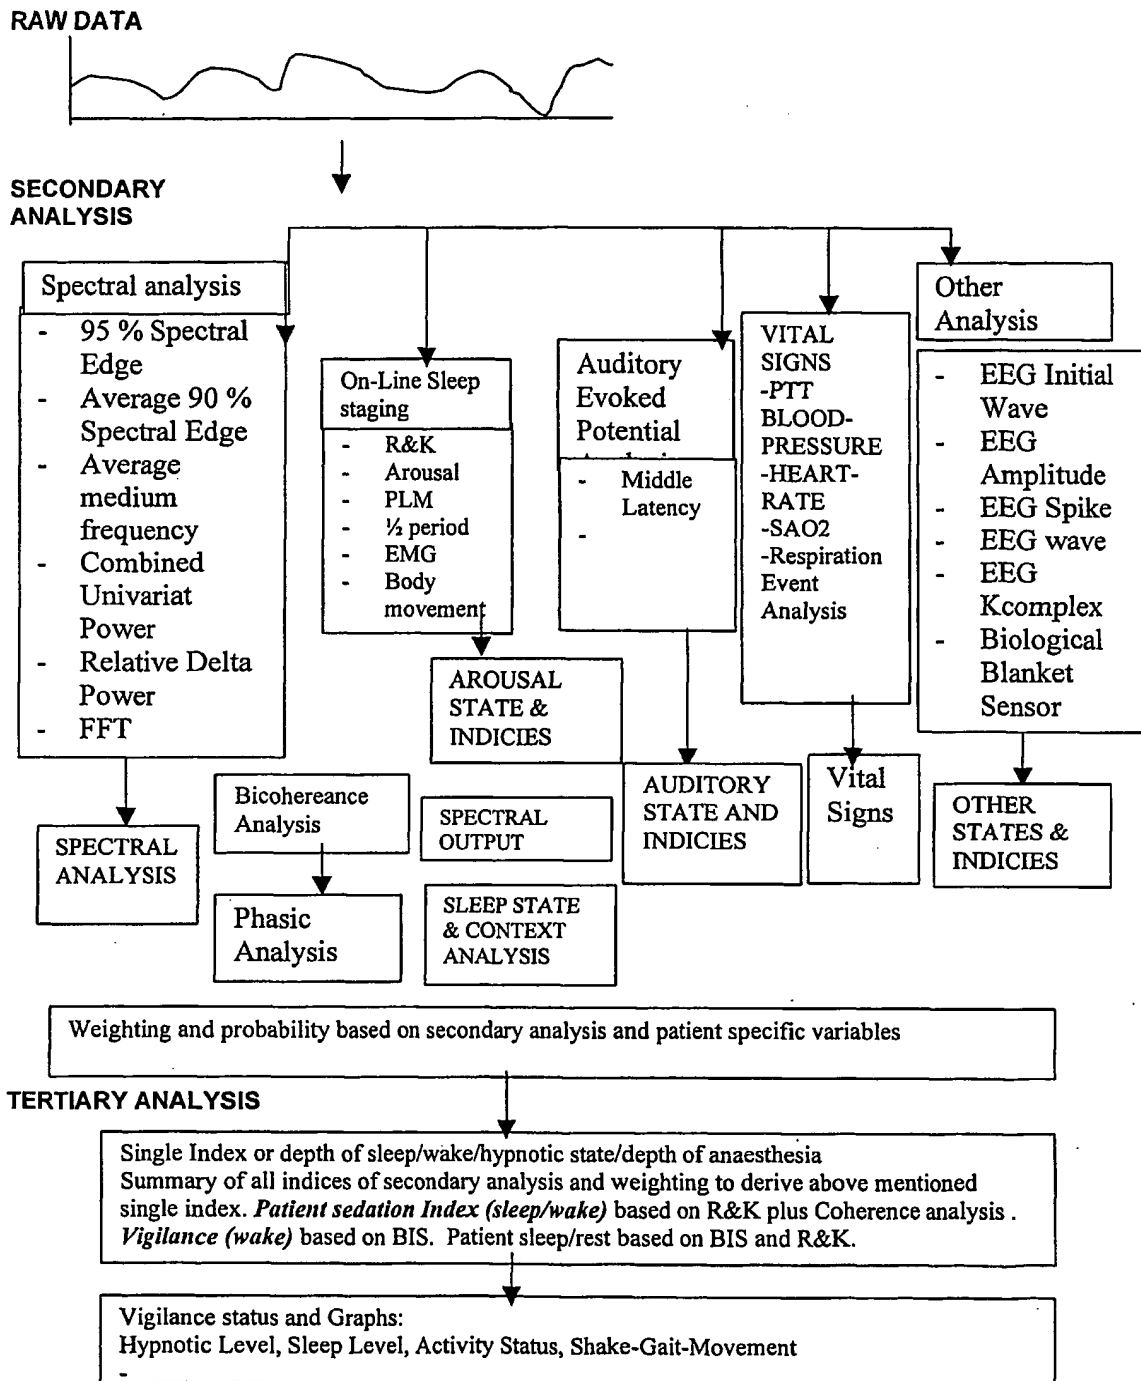 RAW DATA
SECONDARY
ANALYSIS
Spectral analysis
- 95 % Spectral
Edge
- Average 90 %
Spectral Edge
- Average
medium
frequency
- Combined
Univariat
Power
- Relative Delta
Power
- FFT
On-Line Sleep
staging
- R&K
- Arousal
- PLM
- ½ period
- EMG
- Body
movement
Auditory
Evoked
Potential
- Middle
Latency
-
VITAL
SIGNS
-PTT
BLOOD-
PRESSURE
-HEART-
RATE
-SAO2
-Respiration
Event
Analysis
Other
Analysis
- EEG Initial
Wave
- EEG
Amplitude
- EEG Spike
- EEG wave
- EEG
Kcomplex
- Biological
Blanket
Sensor
SPECTRAL
ANALYSIS
Bicohereance
Analysis
Phasic
Analysis
AROUSAL
STATE &
INDICIES
SPECTRAL
OUTPUT
SLEEP STATE
& CONTEXT
ANALYSIS
AUDITORY
STATE AND
INDICIES
Vital
Signs
OTHER
STATES &
INDICIES
Weighting and probability based on secondary analysis and patient specific variables
TERTIARY ANALYSIS
Single Index or depth of sleep/wake/hypnotic state/depth of anaesthesia
Summary of all indices of secondary analysis and weighting to derive above mentioned
single index. Patient sedation Index (sleep/wake) based on R&K plus Coherence analysis .
Vigilance (wake) based on BIS. Patient sleep/rest based on BIS and R&K.
Vigilance status and Graphs:
Hypnotic Level, Sleep Level, Activity Status, Shake-Gait-Movement
-